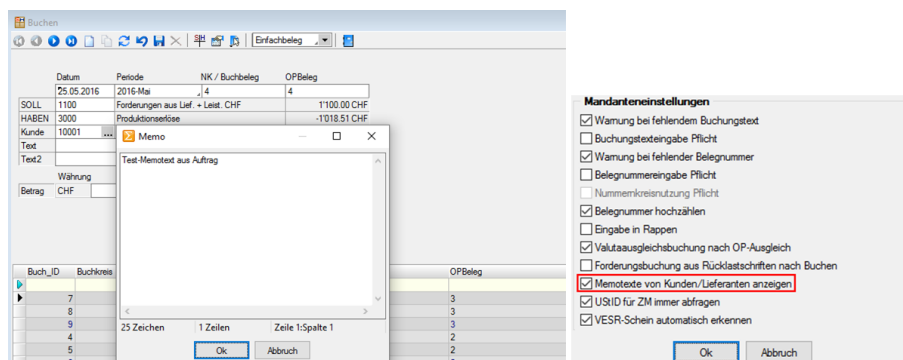 Buchen
Einfachbeleg
Datum Periode NK / Buchbeleg OPBeleg
25.05.2016 2016-Mai 4 4
SOLL 1100 Forderungen aus Lief. + Leist. CHF 1'100.00 CHF
HABEN 3000 Produktionserlöse -1'018.51 CHF
Kunde 10001 ...
Text
Text2
Währung
Betrag CHF
Memo
Test-Memotext aus Auftrag
25 Zeichen 1 Zeilen Zeile 1:Spalte 1
Ok Abbruch
Buch_ID Buchkreis OPBeleg
7 3
8 3
9 3
4 2
5 2
Mandanteneinstellungen
Warnung bei fehlendem Buchungstext
Buchungstexteingabe Pflicht
Warnung bei fehlender Belegnummer
Belegnummereingabe Pflicht
Nummernkreisnutzung Pflicht
Belegnummer hochzählen
Eingabe in Rappen
Valutaausgleichsbuchung nach OP-Ausgleich
Forderungsbuchung aus Rücklastschriften nach Buchen
Memotexte von Kunden/Lieferanten anzeigen
UStID für ZM immer abfragen
VESR-Schein automatisch erkennen
Ok Abbruch